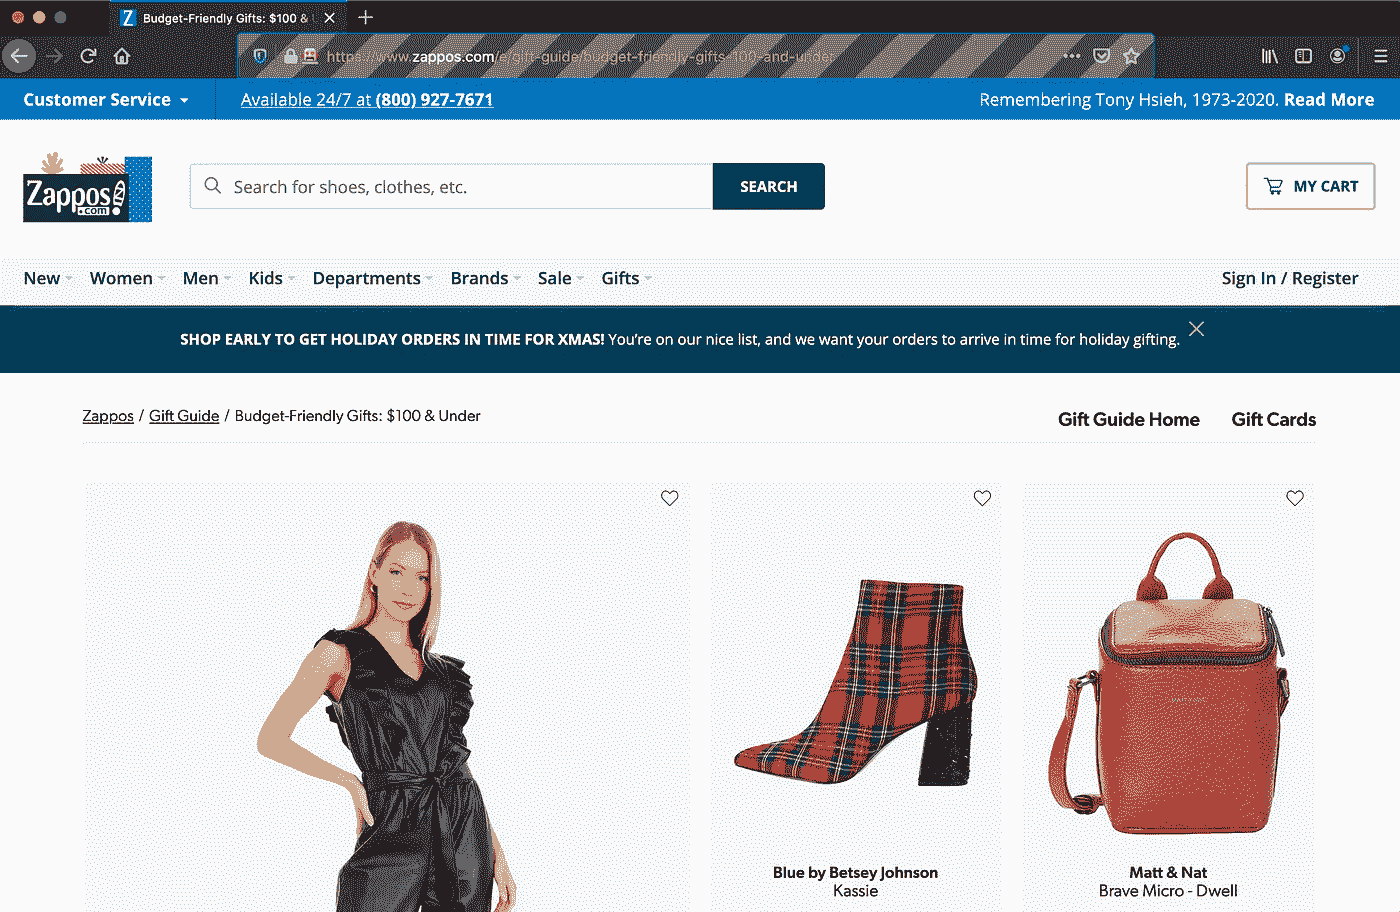 Budget-Friendly Gifts: $100 &
https://www.zappos.com/e/gift-guide/budget-friendly-gifts-100-and-under
Customer Service
Available 24/7 at (800) 927-7671
Remembering Tony Hsieh, 1973-2020. Read More
Zappos
.com
Search for shoes, clothes, etc.
SEARCH
MY CART
New Women Men Kids Departments Brands Sale Gifts
Sign In / Register
SHOP EARLY TO GET HOLIDAY ORDERS IN TIME FOR XMAS! You're on our nice list, and we want your orders to arrive in time for holiday gifting.
Zappos / Gift Guide / Budget-Friendly Gifts: $100 & Under
Gift Guide Home
Gift Cards
Blue by Betsey Johnson
Kassie
Matt & Nat
Brave Micro - Dwell